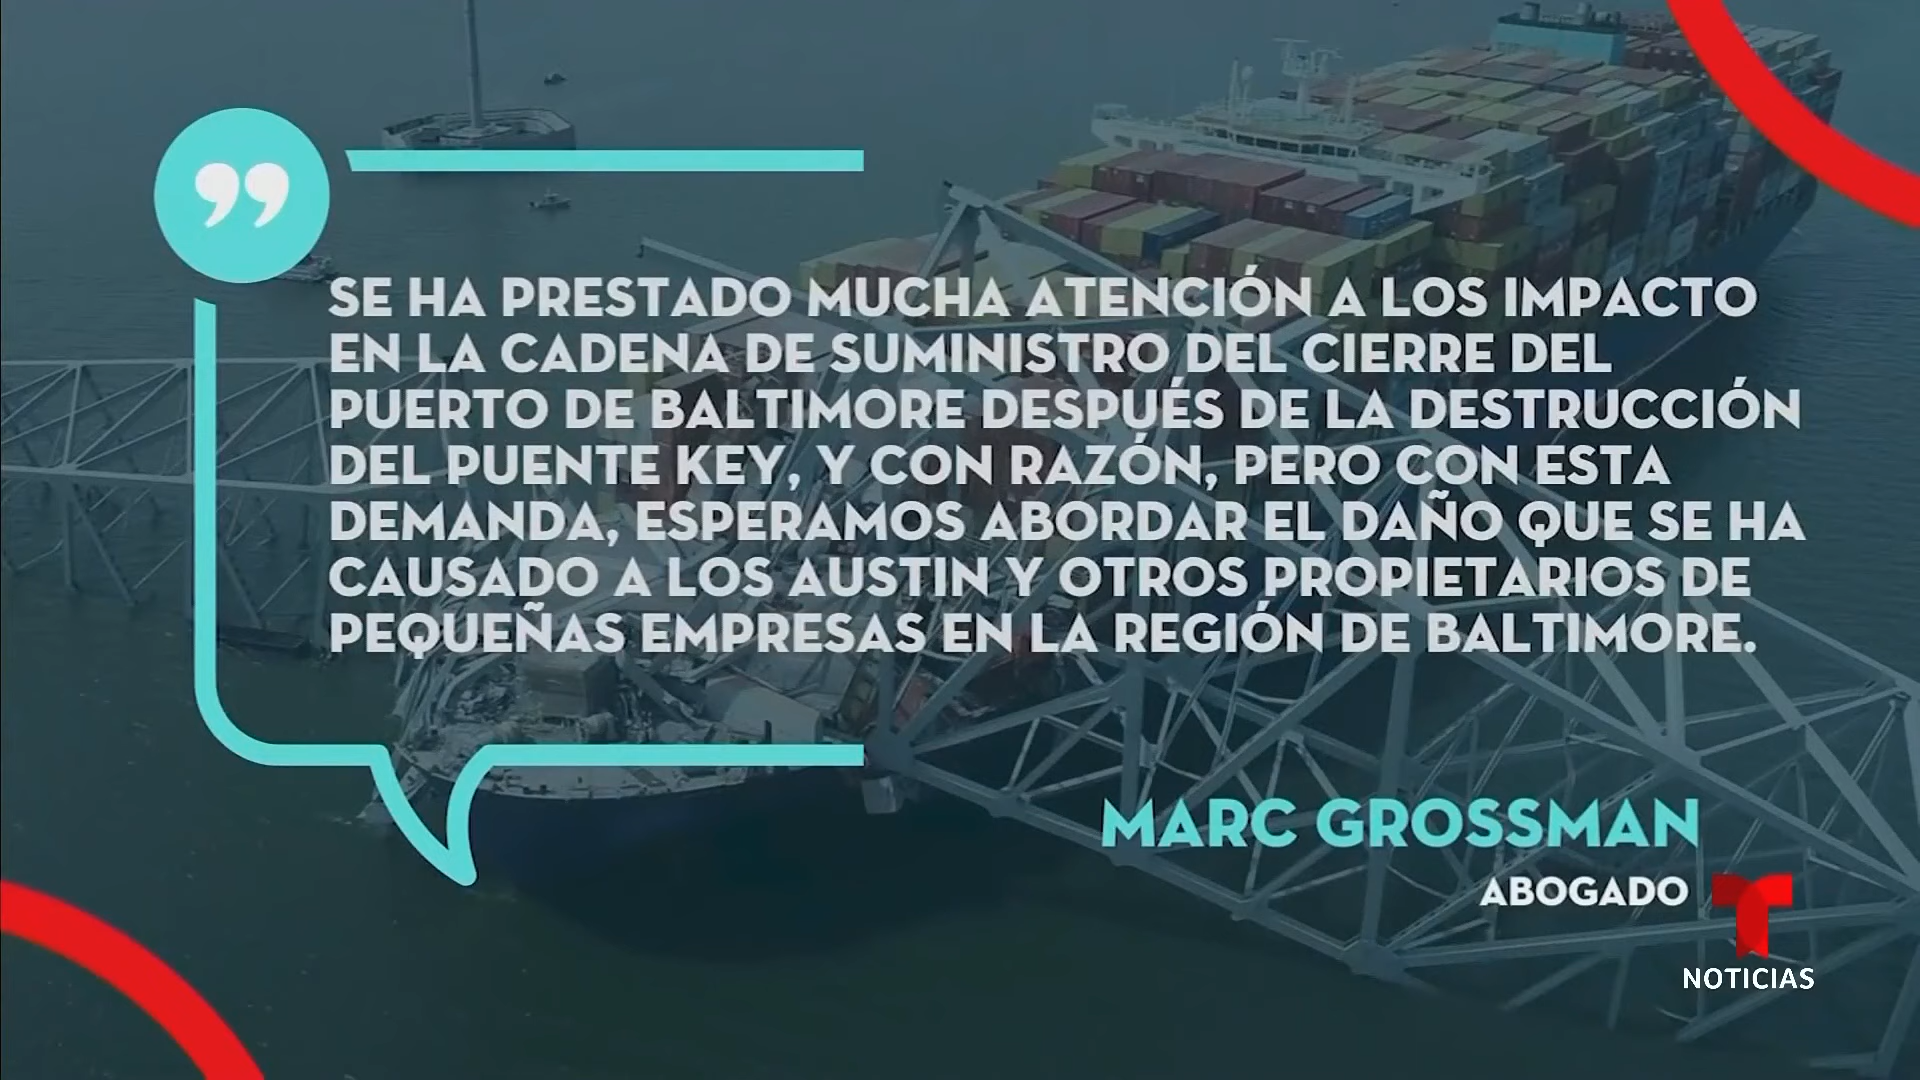 SE HA PRESTADO MUCHA ATENCIÓN A LOS IMPACTO
EN LA CADENA DE SUMINISTRO DEL CIERRE DEL
PUERTO DE BALTIMORE DESPUÉS DE LA DESTRUCCIÓN
DEL PUENTE KEY, Y CON RAZÓN, PERO CON ESTA
DEMANDA, ESPERAMOS ABORDAR EL DAÑO QUE SE HA
CAUSADO A LOS AUSTIN Y OTROS PROPIETARIOS DE
PEQUEÑAS EMPRESAS EN LA REGIÓN DE BALTIMORE.
MARC GROSSMAN
ABOGADO
NOTICIAS